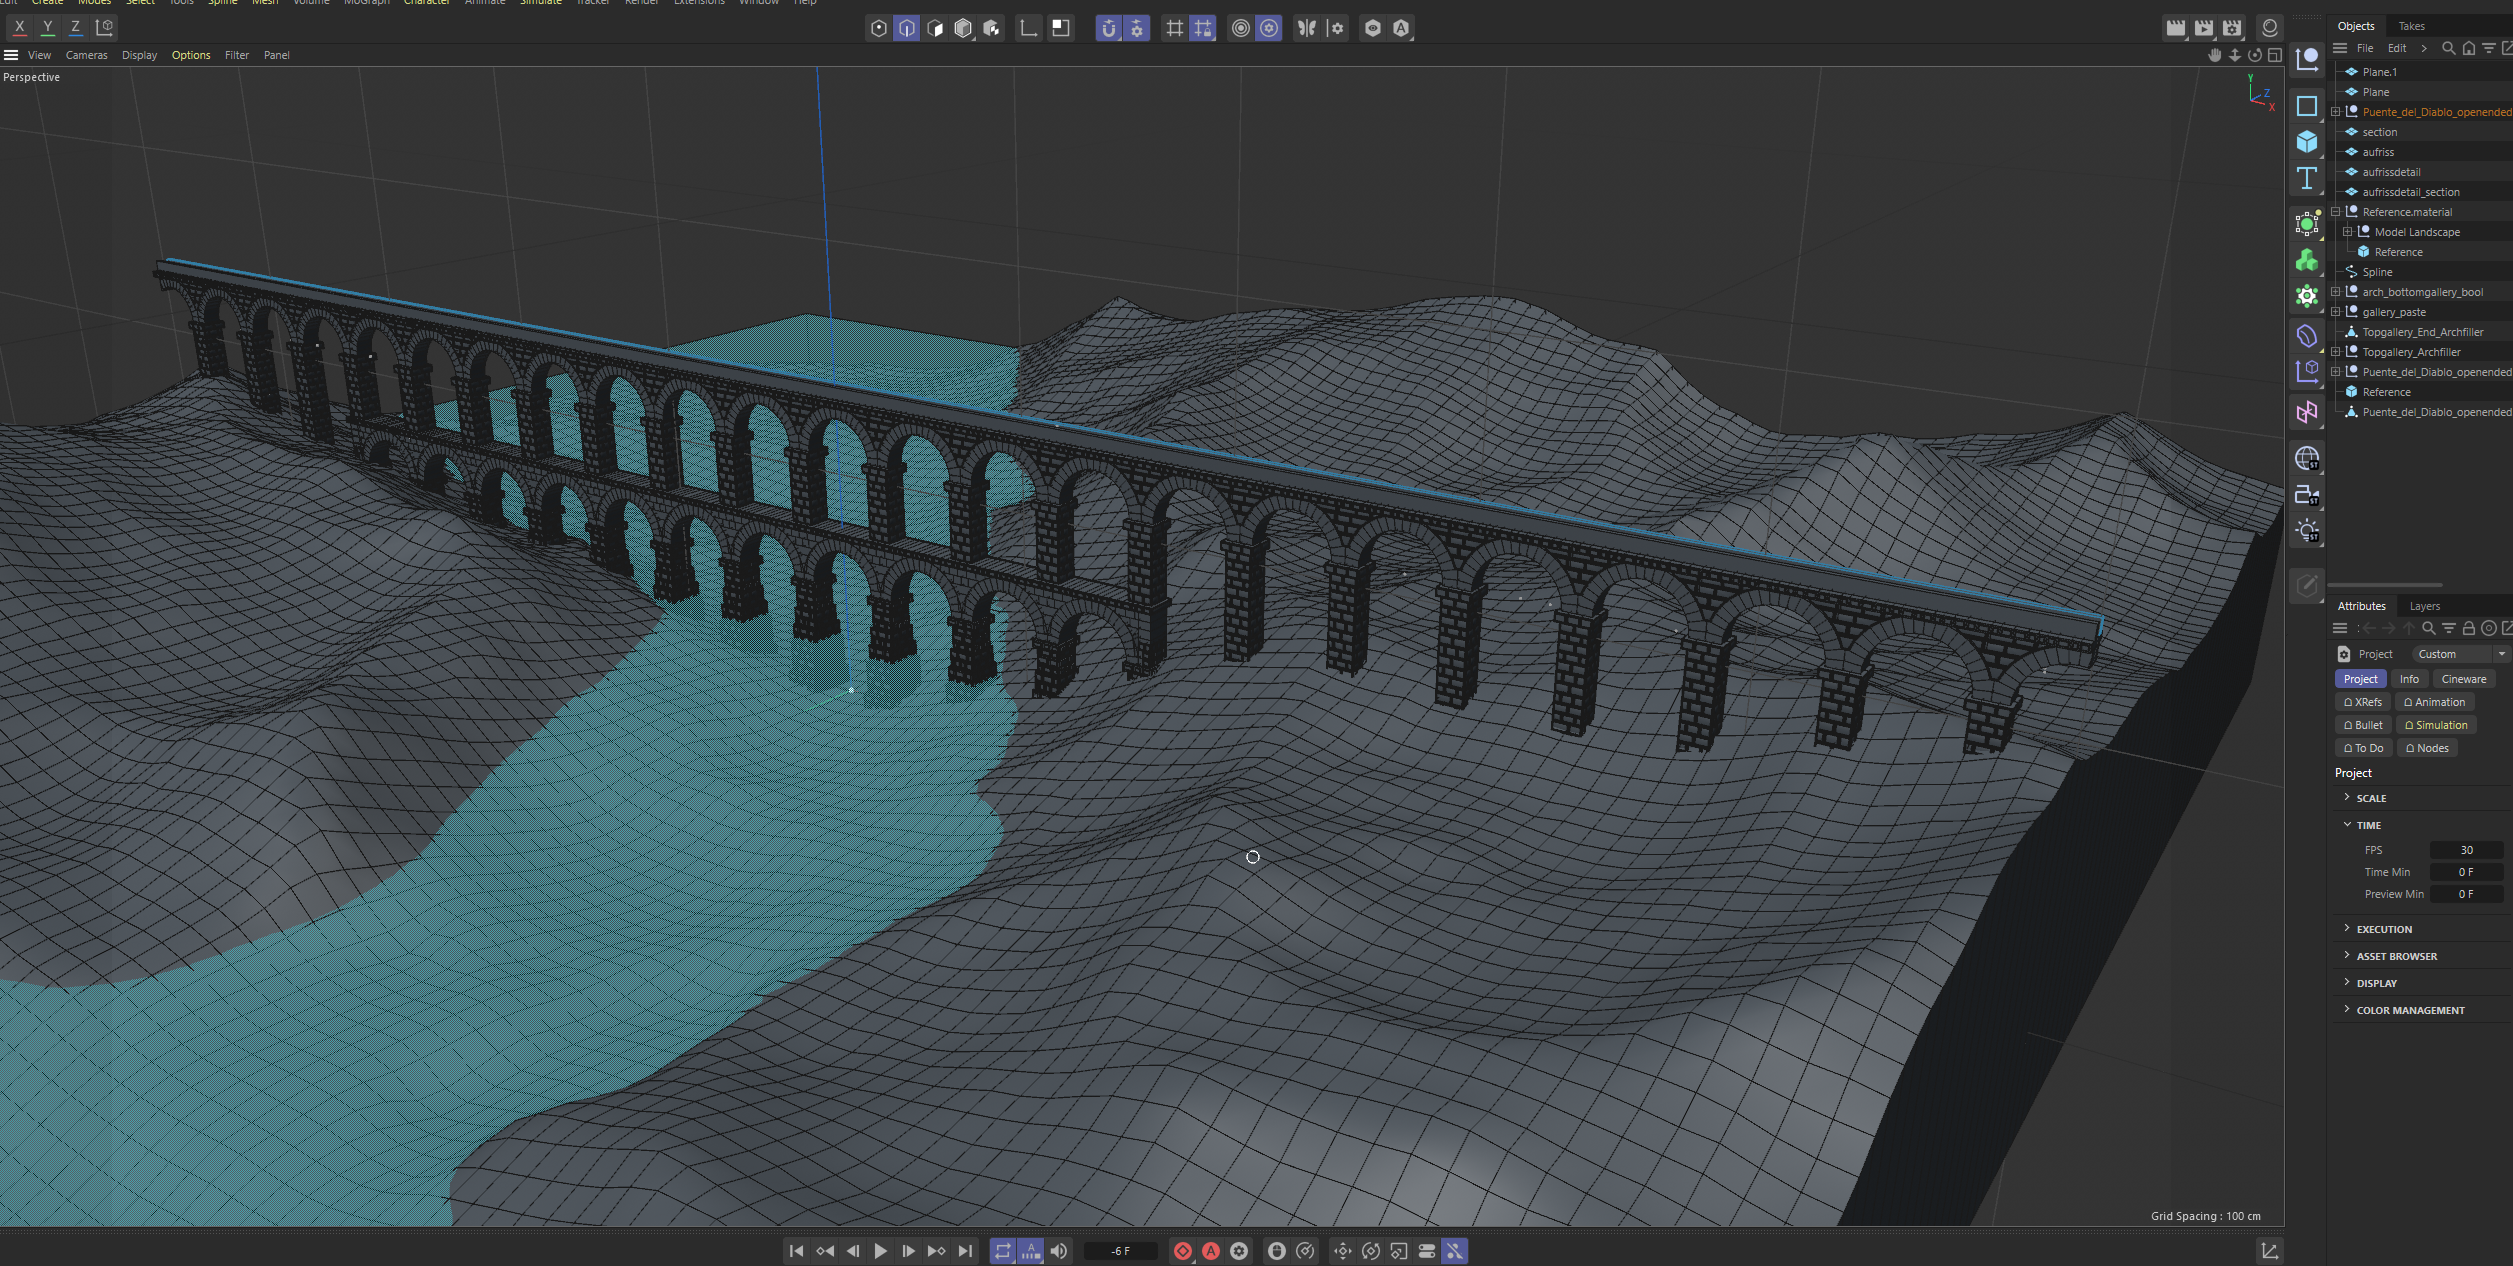 Edit Create Modes Select Tools Spline Mesh Volume MoGraph Character Animate Simulate Tracker Render Extensions Window Help
X Y Z
View Cameras Display Options Filter Panel
Perspective
Y
Z
X
Objects Takes
File Edit
Plane.1
Plane
Puente_del_Diablo_openended
section
aufriss
aufrissdetail
aufrissdetail_section
Reference.material
Model Landscape
Reference
Spline
arch_bottomgallery_bool
gallery_paste
Topgallery_End_Archfiller
Topgallery_Archfiller
Puente_del_Diablo_openended
Reference
Puente_del_Diablo_openended
Attributes Layers
Project Custom
Project Info Cineware
XRefs Animation
Bullet Simulation
To Do Nodes
Project
SCALE
TIME
FPS 30
Time Min 0 F
Preview Min 0 F
EXECUTION
ASSET BROWSER
DISPLAY
COLOR MANAGEMENT
Grid Spacing : 100 cm
-6 F